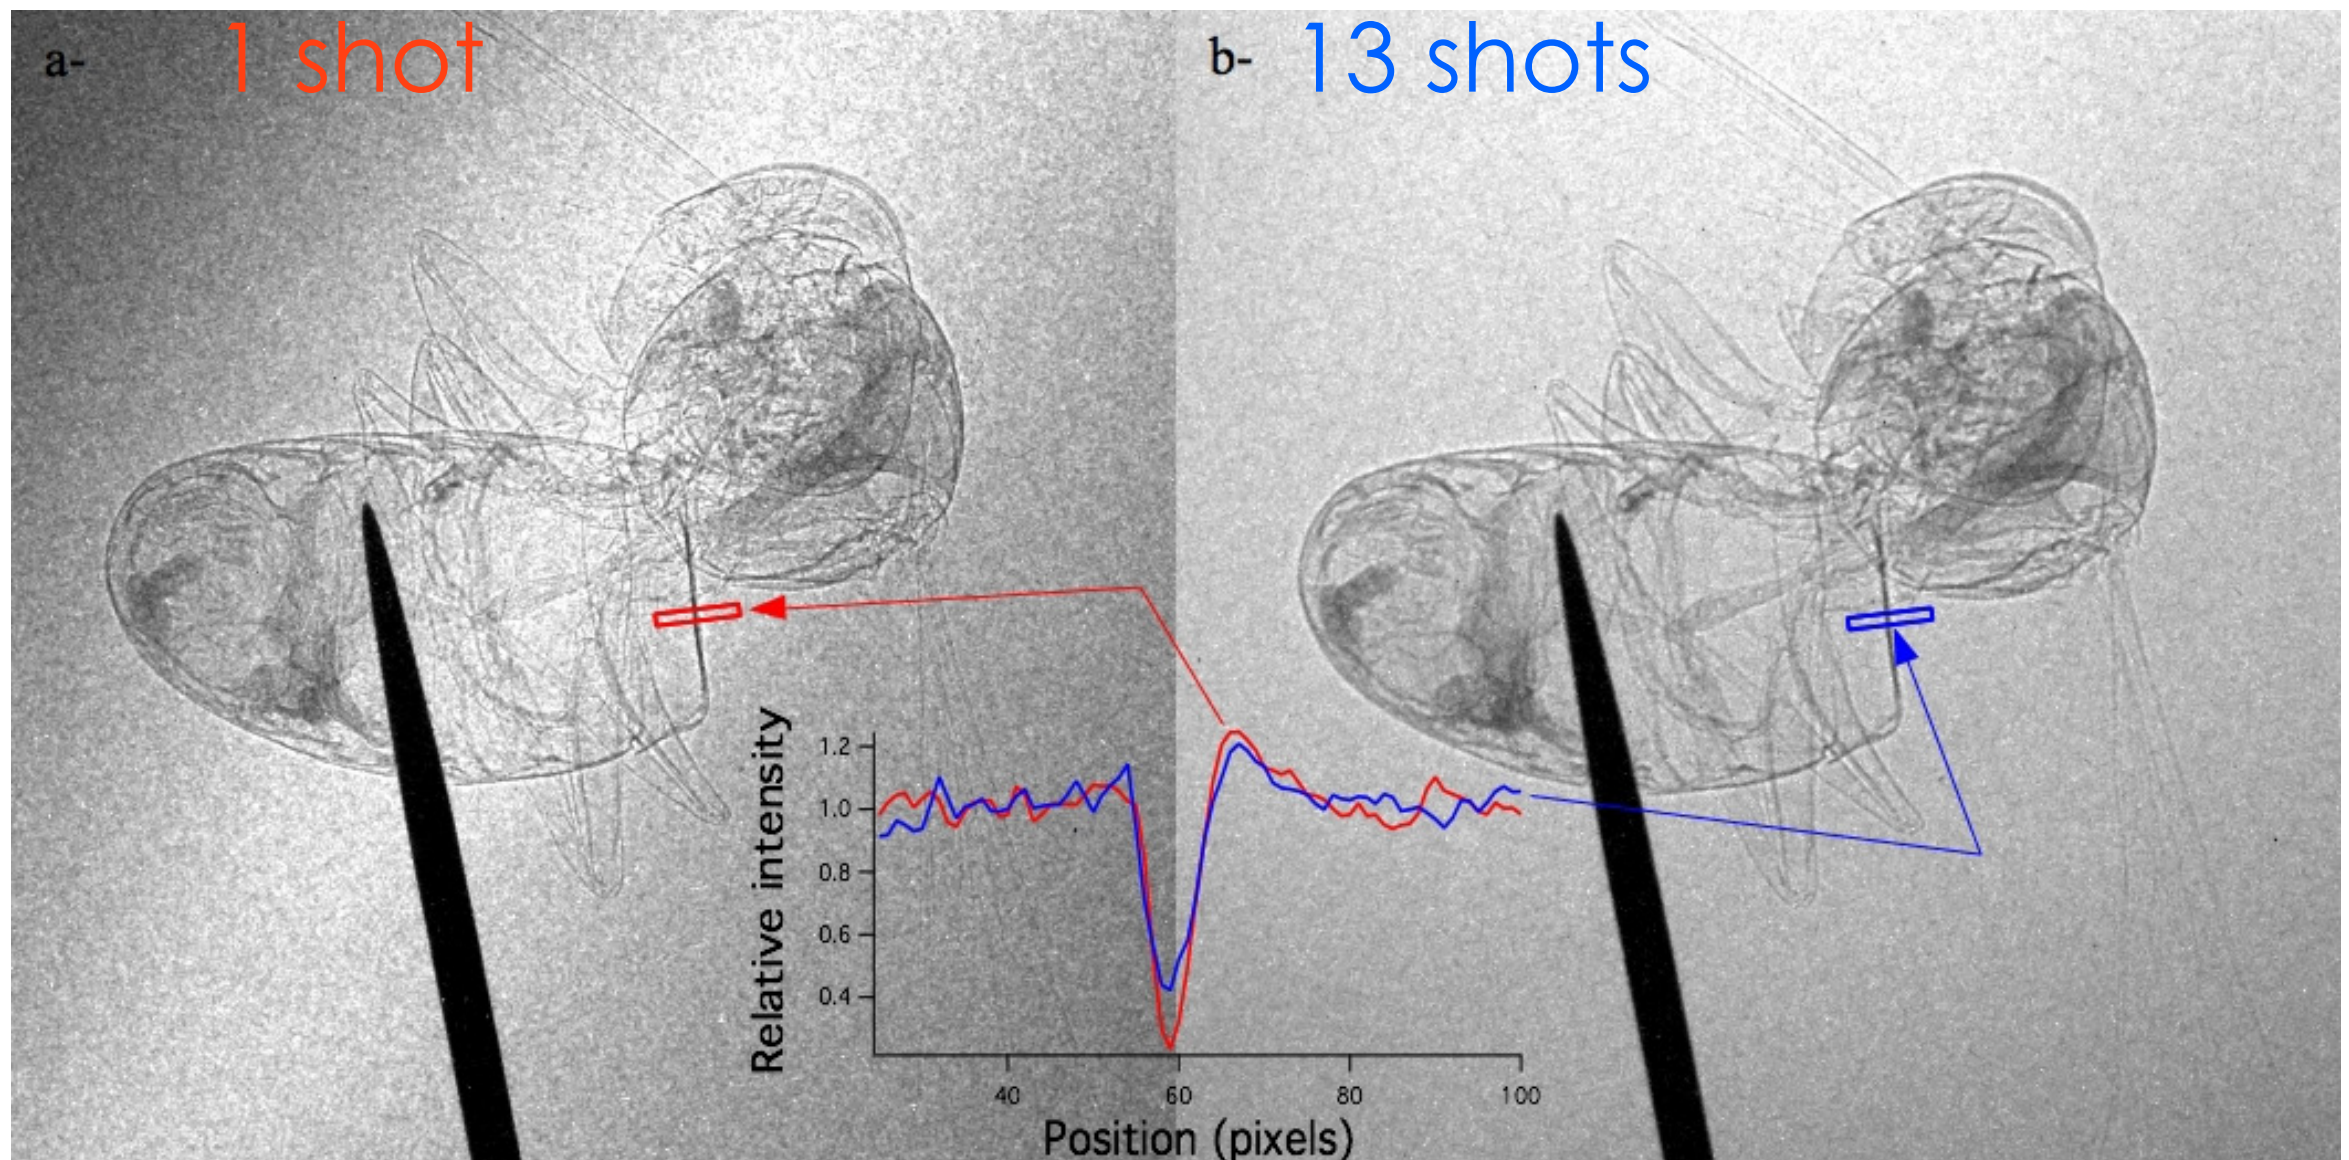 a-
1 shot
b-
13 shots
Relative intensity
1.2
1.0
0.8
0.6
0.4
40
60
80
100
Position (pixels)